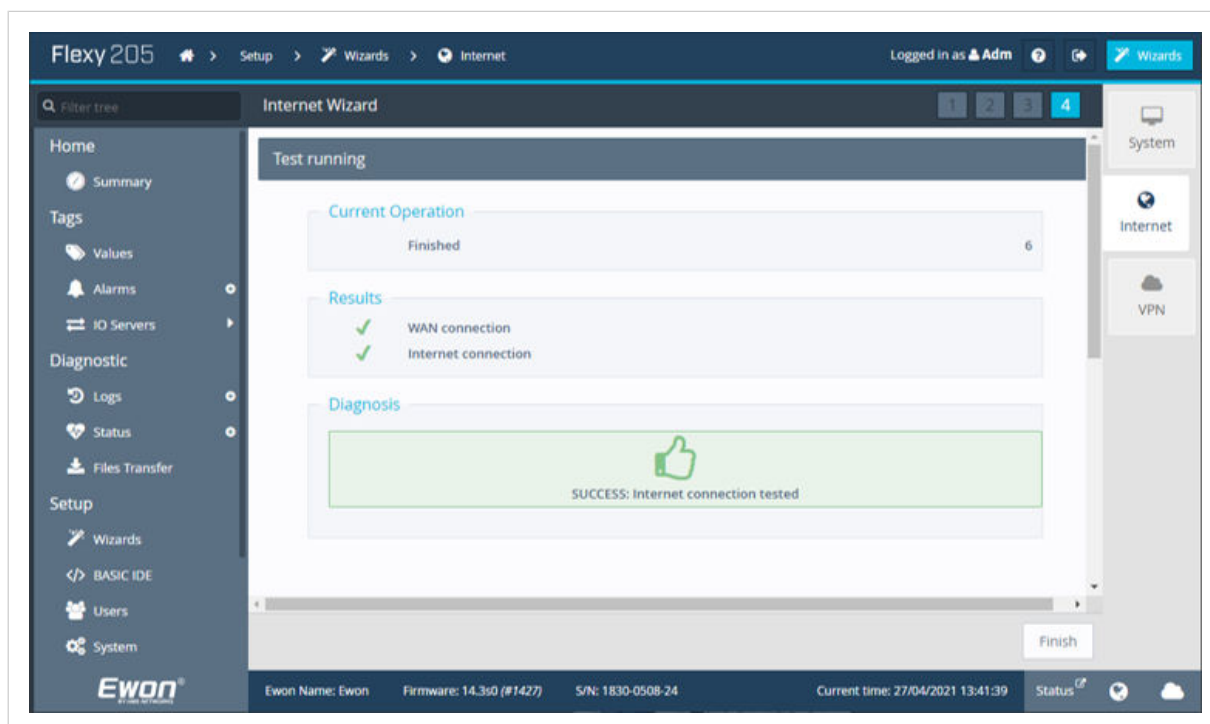 Flexy 205 > Setup > Wizards > Internet Logged in as Adm Wizards
Filter tree
Home
Summary
Tags
Values
Alarms
IO Servers
Diagnostic
Logs
Status
Files Transfer
Setup
Wizards
</> BASIC IDE
Users
System
Ewon®
BY HMS NETWORKS
Internet Wizard 1 2 3 4
Test running
Current Operation
Finished 6
Results
WAN connection
Internet connection
Diagnosis
SUCCESS: Internet connection tested
Finish
System
Internet
VPN
Ewon Name: Ewon Firmware: 14.3s0 (#1427) S/N: 1830-0508-24 Current time: 27/04/2021 13:41:39 Status